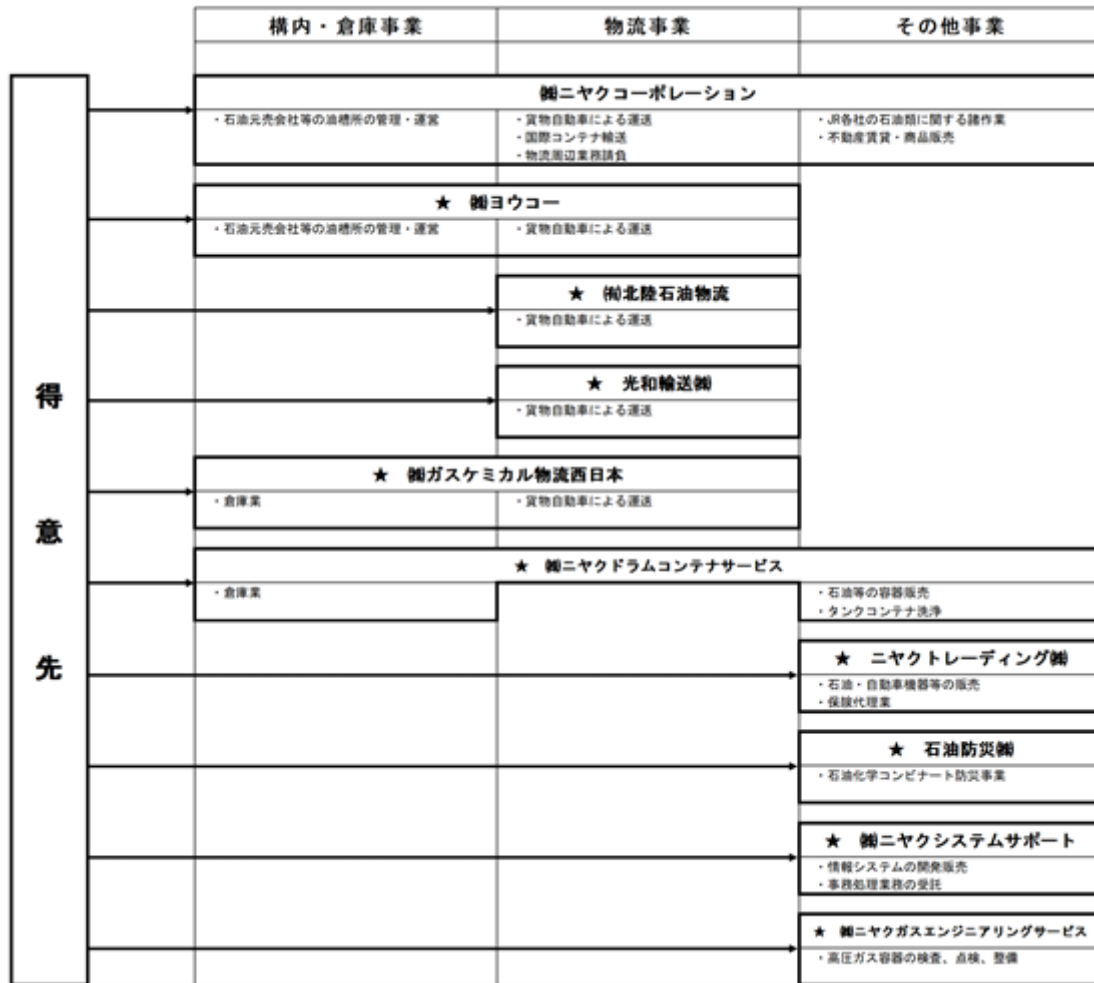 構内・倉庫事業 物流事業 その他事業
得意先
㈱ニヤクコーポレーション
・石油元売会社等の油槽所の管理・運営
・貨物自動車による運送
・国際コンテナ輸送
・物流周辺業務請負
・JR各社の石油類に関する諸作業
・不動産賃貸・商品販売
★ ㈱ヨウコー
・石油元売会社等の油槽所の管理・運営
・貨物自動車による運送
★ ㈲北陸石油物流
・貨物自動車による運送
★ 光和輸送㈱
・貨物自動車による運送
★ ㈱ガスケミカル物流西日本
・倉庫業
・貨物自動車による運送
★ ㈱ニヤクドラムコンテナサービス
・倉庫業
・石油等の容器販売
・タンクコンテナ洗浄
★ ニヤクトレーディング㈱
・石油・自動車機器等の販売
・保険代理業
★ 石油防災㈱
・石油化学コンビナート防災事業
★ ㈱ニヤクシステムサポート
・情報システムの開発販売
・事務処理業務の受託
★ ㈱ニヤクガスエンジニアリングサービス
・高圧ガス容器の検査、点検、整備